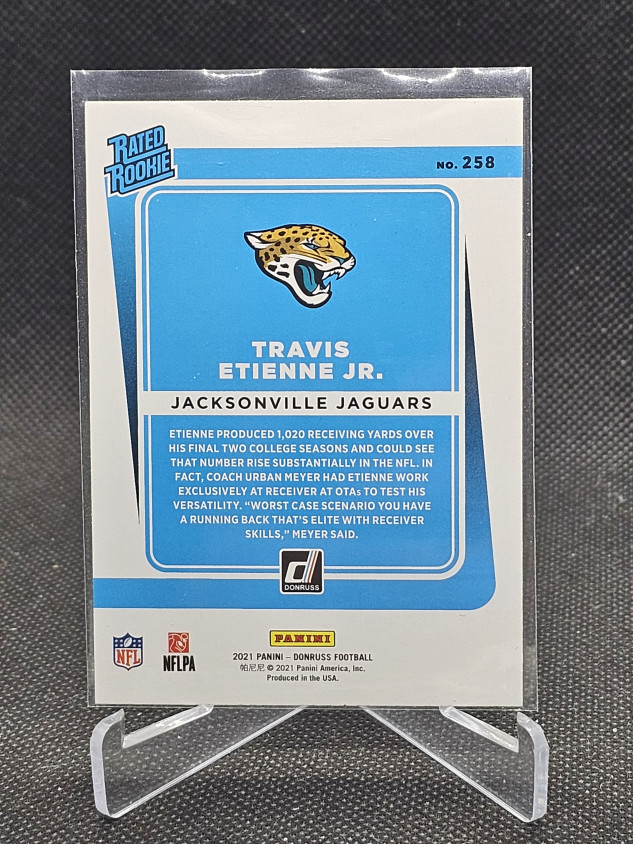 RATED
ROOKIE
NO. 258
TRAVIS
ETIENNE JR.
JACKSONVILLE JAGUARS
ETIENNE PRODUCED 1,020 RECEIVING YARDS OVER
HIS FINAL TWO COLLEGE SEASONS AND COULD SEE
THAT NUMBER RISE SUBSTANTIALLY IN THE NFL. IN
FACT, COACH URBAN MEYER HAD ETIENNE WORK
EXCLUSIVELY AT RECEIVER AT OTAs TO TEST HIS
VERSATILITY. “WORST CASE SCENARIO YOU HAVE
A RUNNING BACK THAT’S ELITE WITH RECEIVER
SKILLS,” MEYER SAID.
d
DONRUSS
NFL
NFLPA
PANINI
2021 PANINI – DONRUSS FOOTBALL
帕尼尼 © 2021 Panini America, Inc.
Produced in the USA.